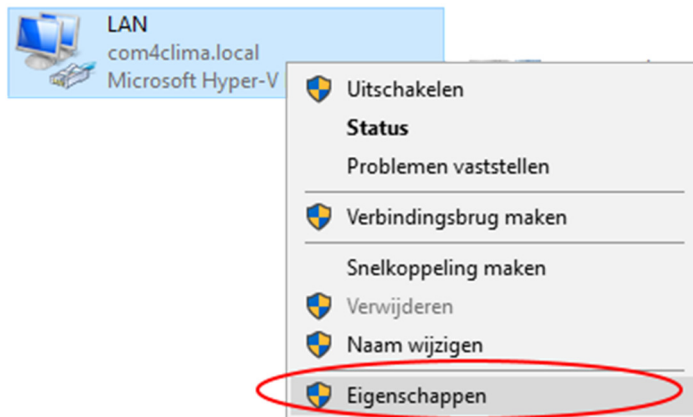 LAN
com4clima.local
Microsoft Hyper-V
Uitschakelen
Status
Problemen vaststellen
Verbindingsbrug maken
Snelkoppeling maken
Verwijderen
Naam wijzigen
Eigenschappen